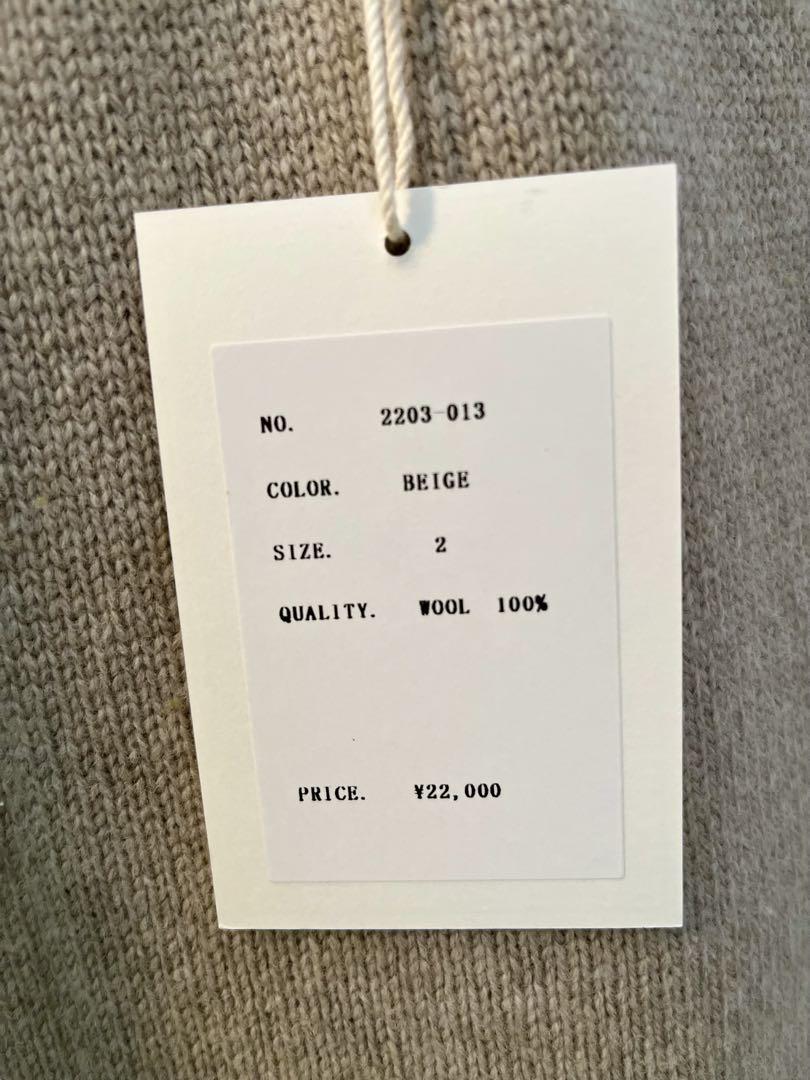 NO. 2203-013
COLOR. BEIGE
SIZE. 2
QUALITY. WOOL 100%
PRICE. ¥22,000